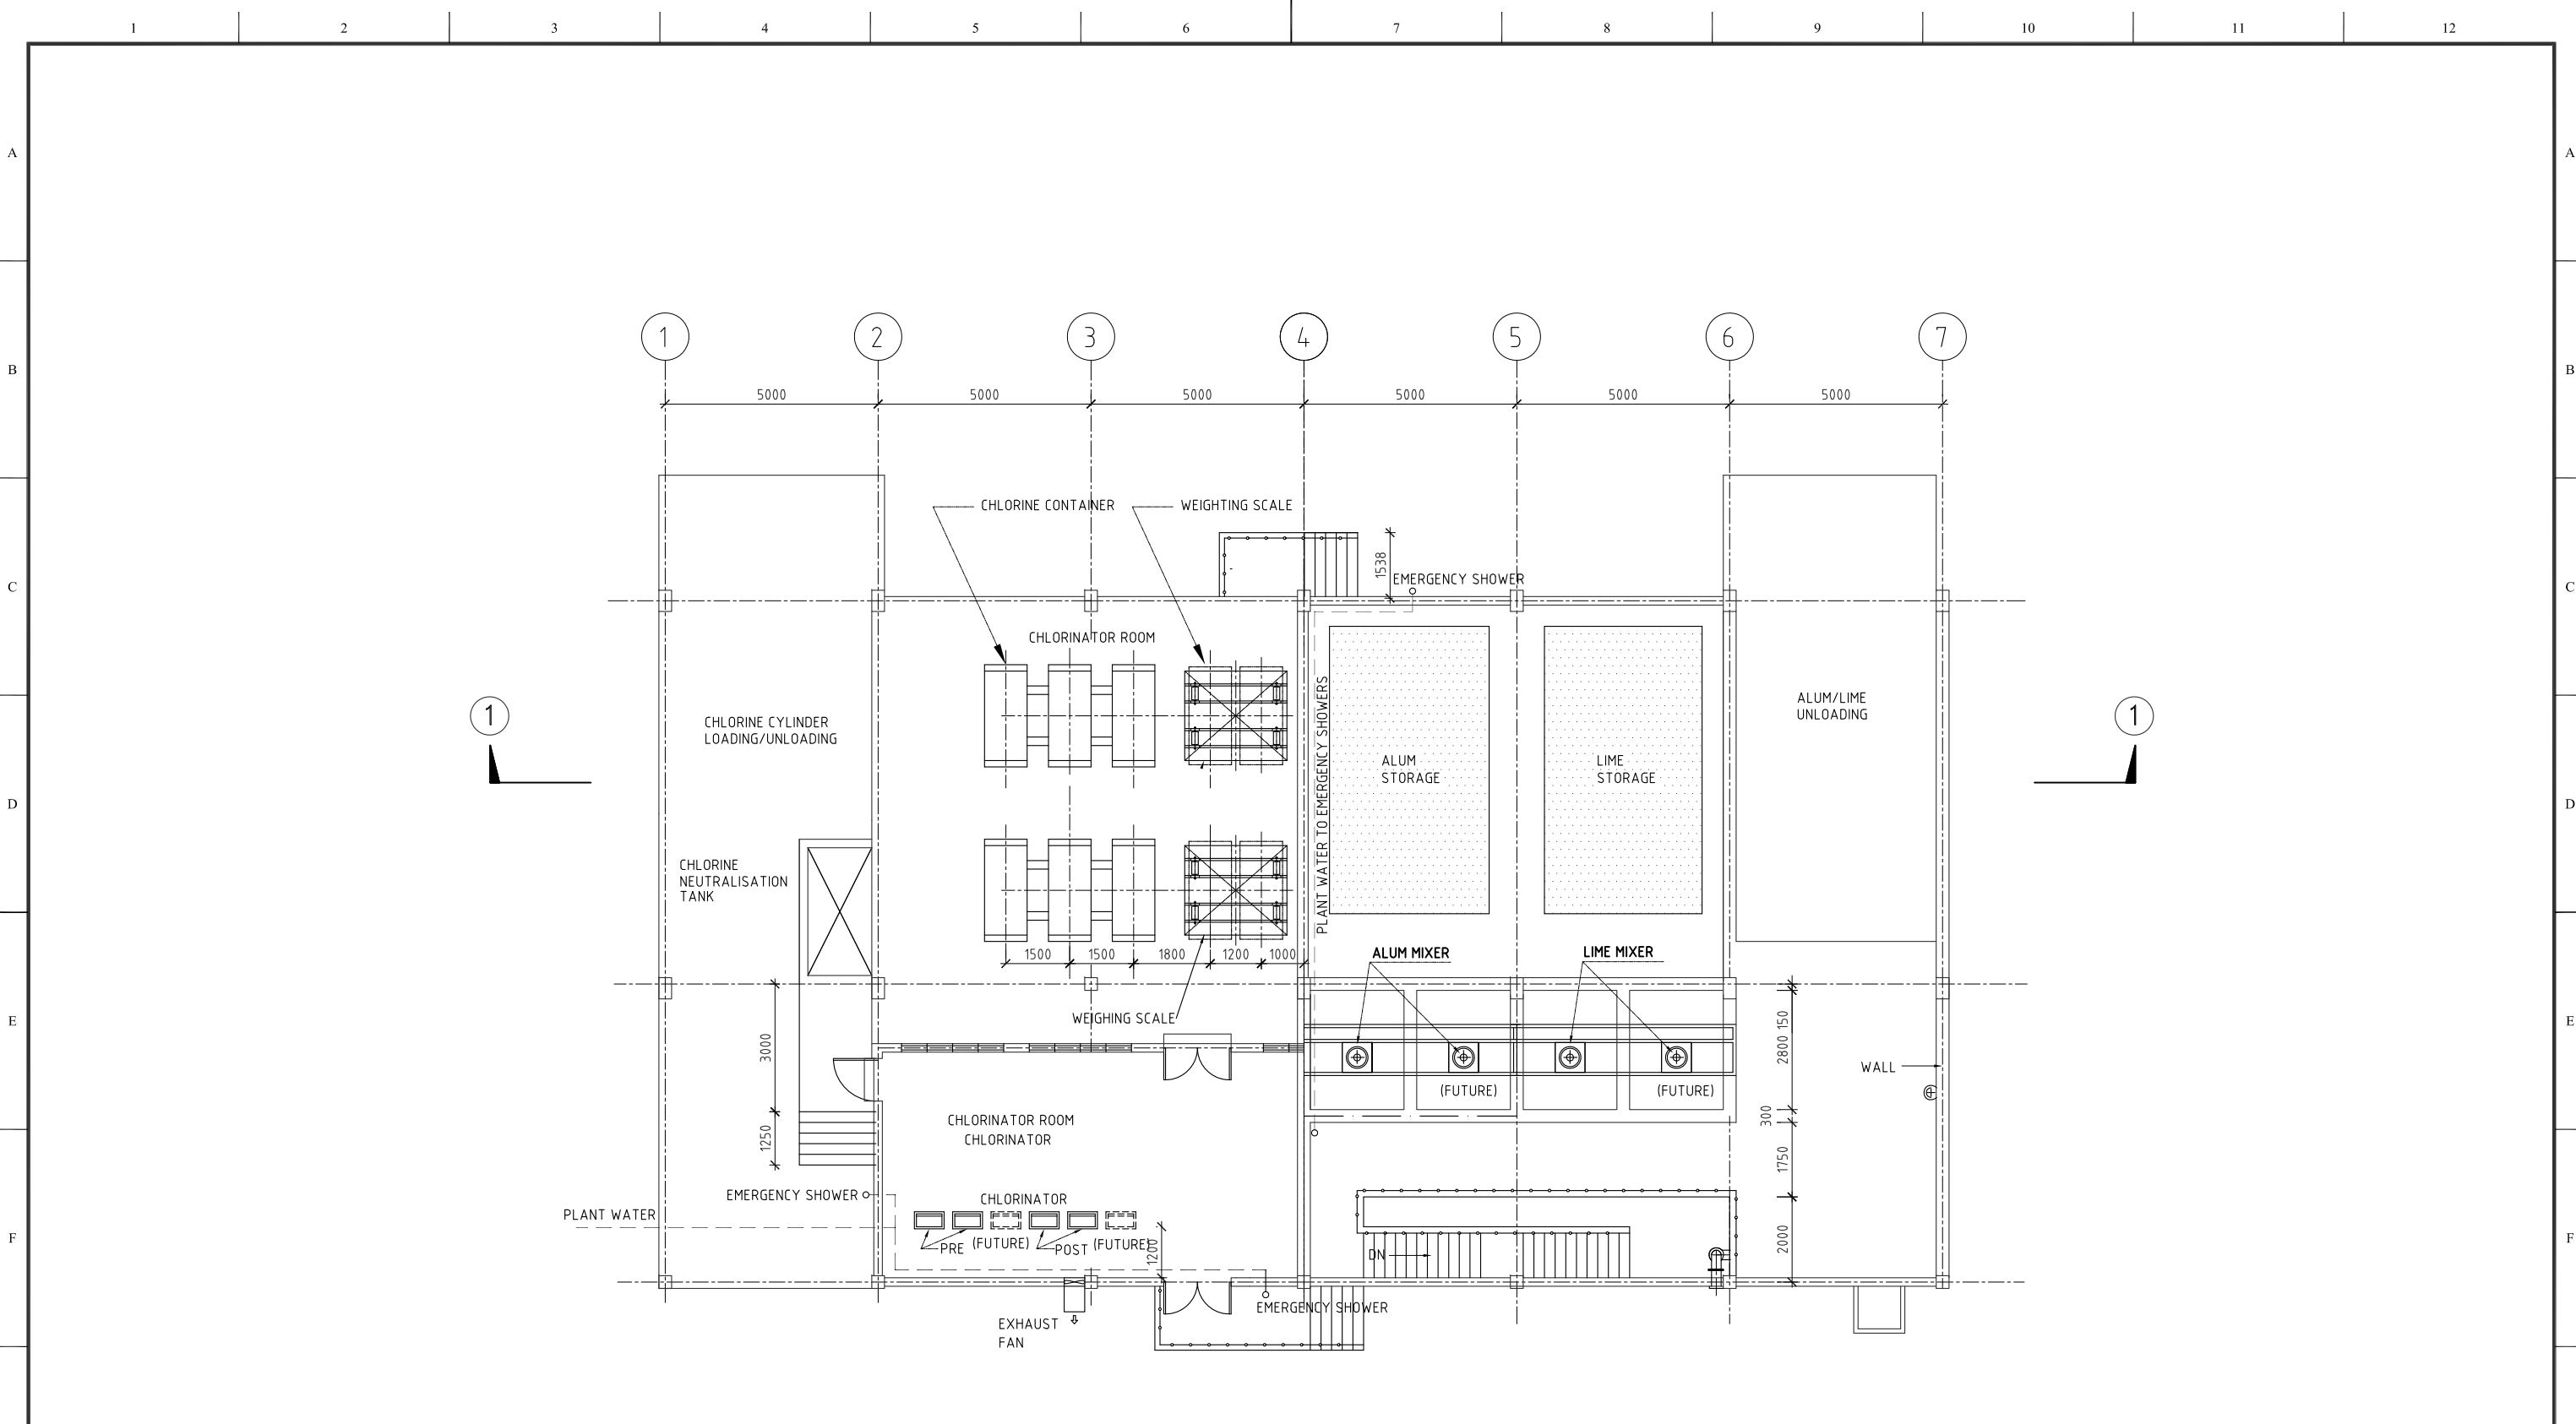 1 2 3 4 5 6 7 8 9 10 11 12
A A
1 2 3 4 5 6 7
B B
5000 5000 5000 5000 5000 5000
CHLORINE CONTAINER
WEIGHTING SCALE
1538
EMERGENCY SHOWER
C C
CHLORINATOR ROOM
PLANT WATER TO EMERGENCY SHOWERS
ALUM/LIME
UNLOADING
1 1
CHLORINE CYLINDER
LOADING/UNLOADING
ALUM
STORAGE
LIME
STORAGE
D D
CHLORINE
NEUTRALISATION
TANK
1500 1500 1800 1200 1000
ALUM MIXER
LIME MIXER
WEIGHING SCALE
E E
3000
2800 150
WALL
(FUTURE)
(FUTURE)
300
CHLORINATOR ROOM
CHLORINATOR
1250
1750
EMERGENCY SHOWER
CHLORINATOR
PLANT WATER
F F
PRE
(FUTURE)
POST
(FUTURE)
1200
DN
2000
EMERGENCY SHOWER
EXHAUST
FAN